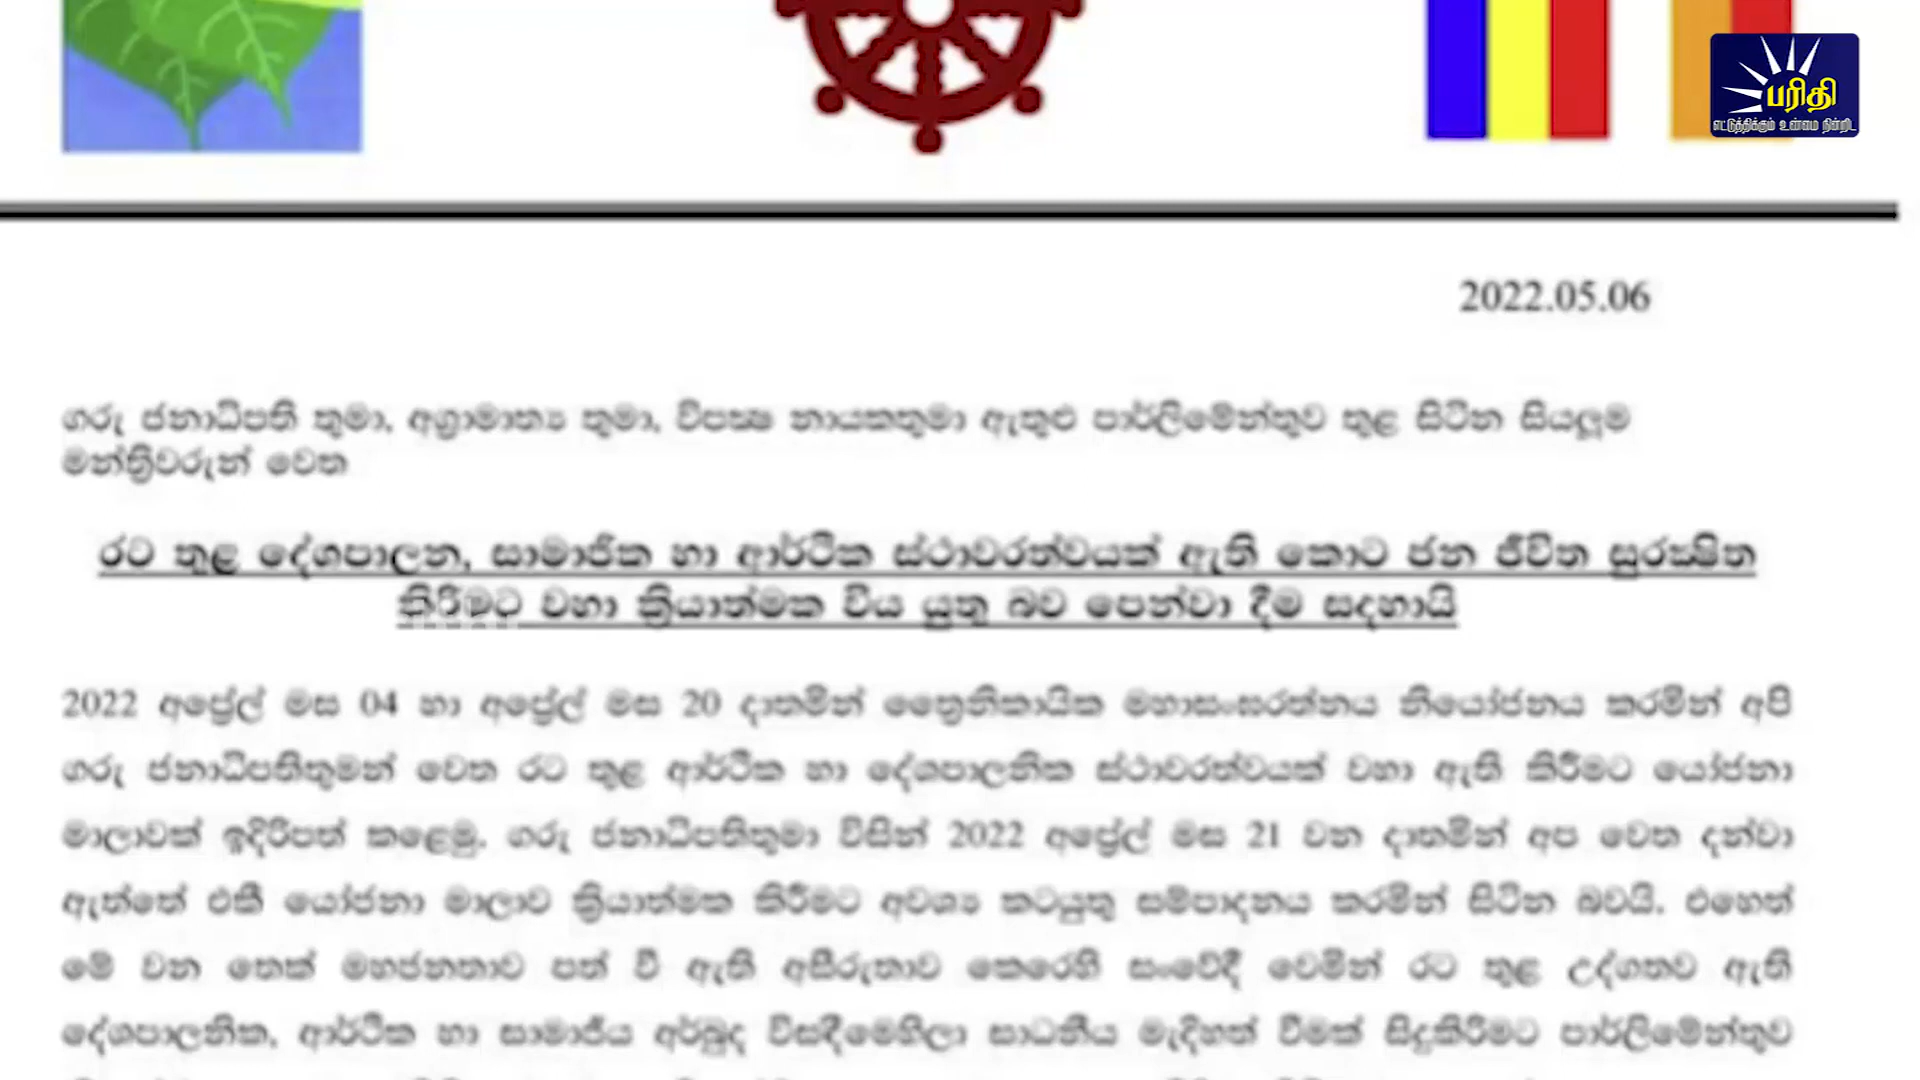 பரிதி
எட்டுத்திக்கும் உண்மை நின்றிட
2022.05.06
ගරු ජනාධිපති තුමා, අග්‍රාමාත්‍ය තුමා, විපක්ෂ නායකතුමා ඇතුළු පාර්ලිමේන්තුව තුළ සිටින සියලූම
මන්ත්‍රිවරුන් වෙත
රට තුළ දේශපාලන, සාමාජික හා ආර්ථික ස්ථාවරත්වයක් ඇති කොට ජන ජීවිත සුරක්ෂිත
කිරීමට වහා ක්‍රියාත්මක විය යුතු බව පෙන්වා දීම සදහායි
2022 අප්‍රේල් මස 04 හා අප්‍රේල් මස 20 දාතමින් ත්‍රෛනිකායික මහාසංඝරත්නය නියෝජනය කරමින් අපි
ගරු ජනාධිපතිතුමන් වෙත රට තුළ ආර්ථික හා දේශපාලනික ස්ථාවරත්වයක් වහා ඇති කිරීමට යෝජනා
මාලාවක් ඉදිරිපත් කළෙමු. ගරු ජනාධිපතිතුමා විසින් 2022 අප්‍රේල් මස 21 වන දාතමින් අප වෙත දන්වා
ඇත්තේ එකී යෝජනා මාලාව ක්‍රියාත්මක කිරීමට අවශ්‍ය කටයුතු සම්පාදනය කරමින් සිටින බවයි. එහෙත්
මේ වන තෙක් මහජනතාව පත් වී ඇති අසීරුතාව කෙරෙහි සංවේදී වෙමින් රට තුළ උද්ගතව ඇති
දේශපාලනික, ආර්ථික හා සාමාජීය අර්බුද විසඳීමෙහිලා සාධනීය මැදිහත් වීමක් සිදුකිරීමට පාර්ලිමේන්තුව